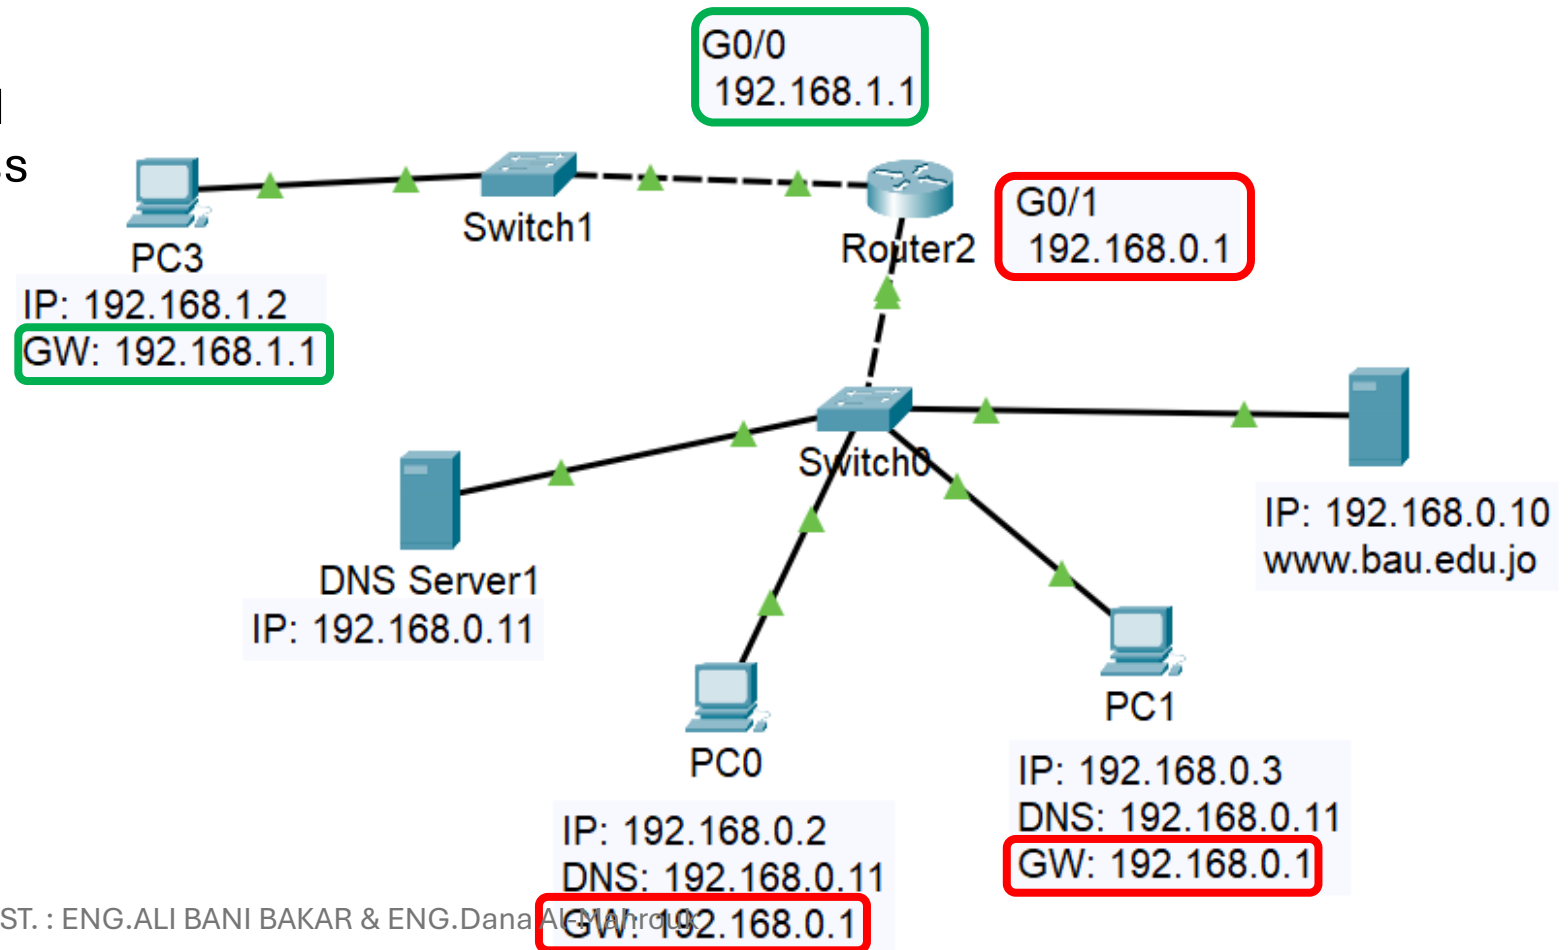 G0/0
192.168.1.1
s
Switch1
Router2
G0/1
192.168.0.1
PC3
IP: 192.168.1.2
GW: 192.168.1.1
Switch0
IP: 192.168.0.10
www.bau.edu.jo
DNS Server1
IP: 192.168.0.11
PC1
IP: 192.168.0.3
DNS: 192.168.0.11
GW: 192.168.0.1
PC0
IP: 192.168.0.2
DNS: 192.168.0.11
GW: 192.168.0.1
ST. : ENG.ALI BANI BAKAR & ENG.Dana Al-Mahrouk